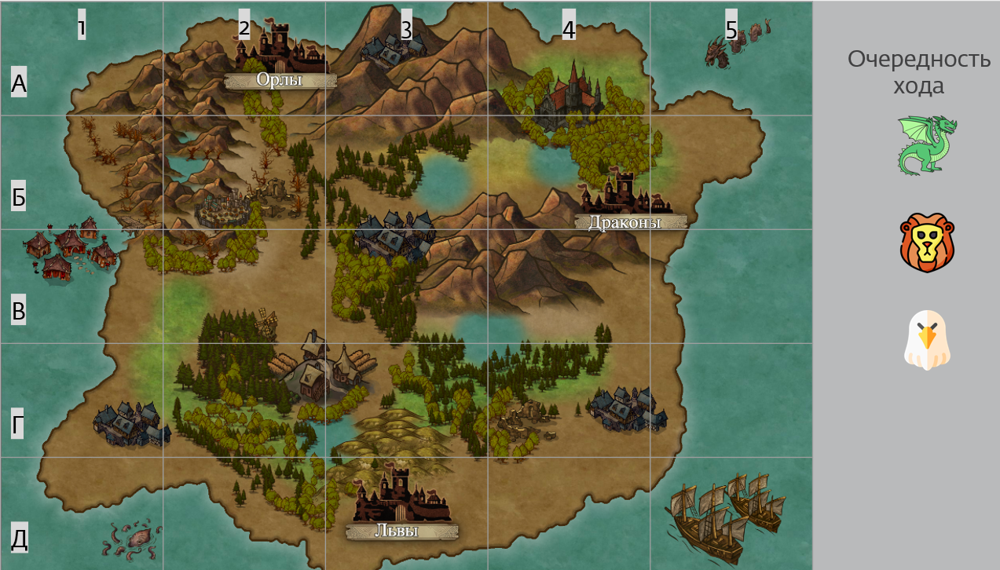 1 2 3 4 5
А
Орлы
Б
Драконы
В
Г
Львы
Д
Очередность
хода